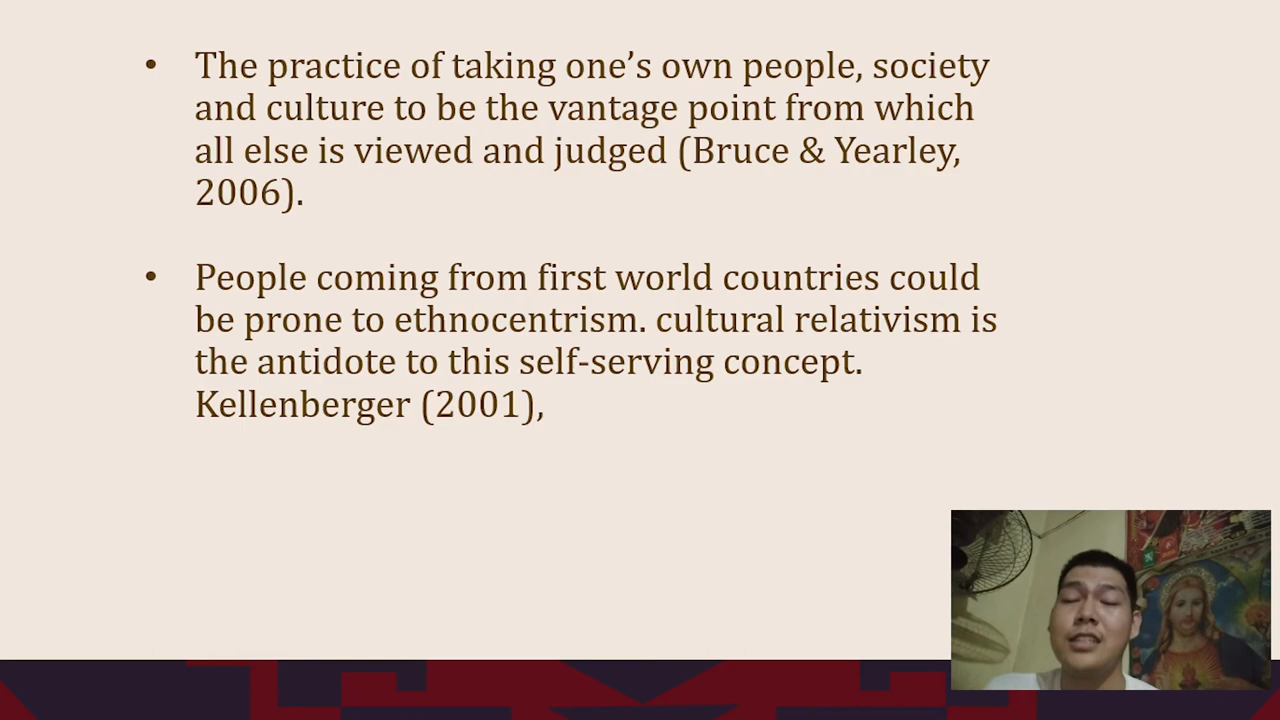 • The practice of taking one’s own people, society
and culture to be the vantage point from which
all else is viewed and judged (Bruce & Yearley,
2006).
• People coming from first world countries could
be prone to ethnocentrism. cultural relativism is
the antidote to this self-serving concept.
Kellenberger (2001),